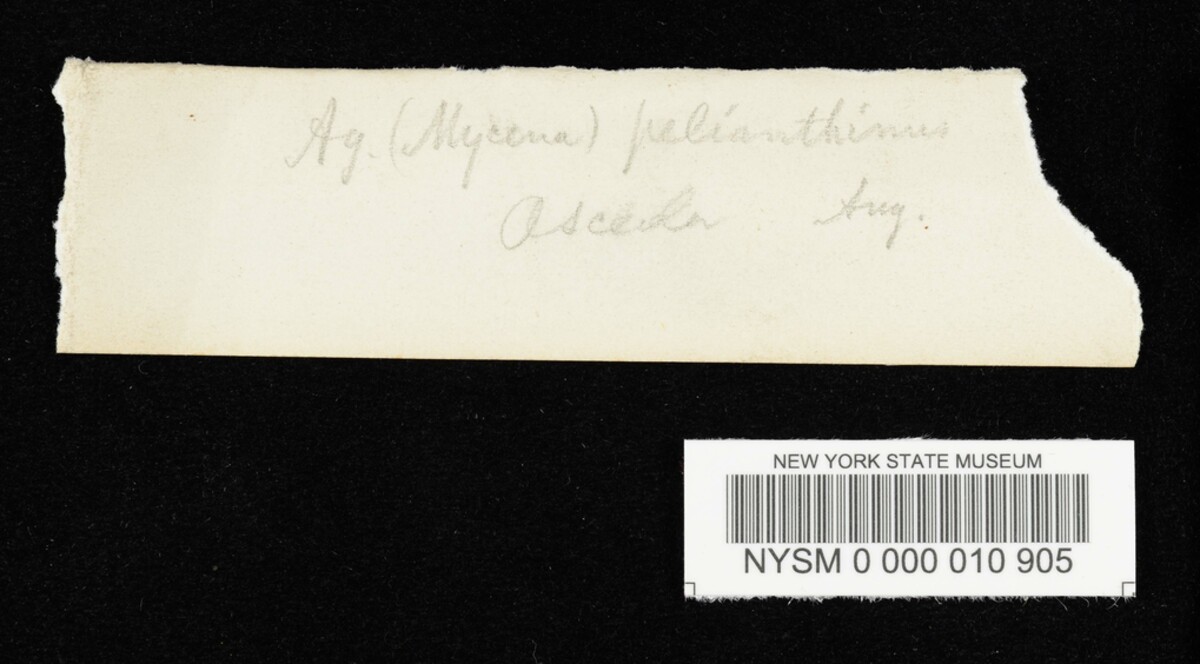 Ag. (Mycena) pelianthinus
Osceola Aug.
NEW YORK STATE MUSEUM
NYSM 0 000 010 905